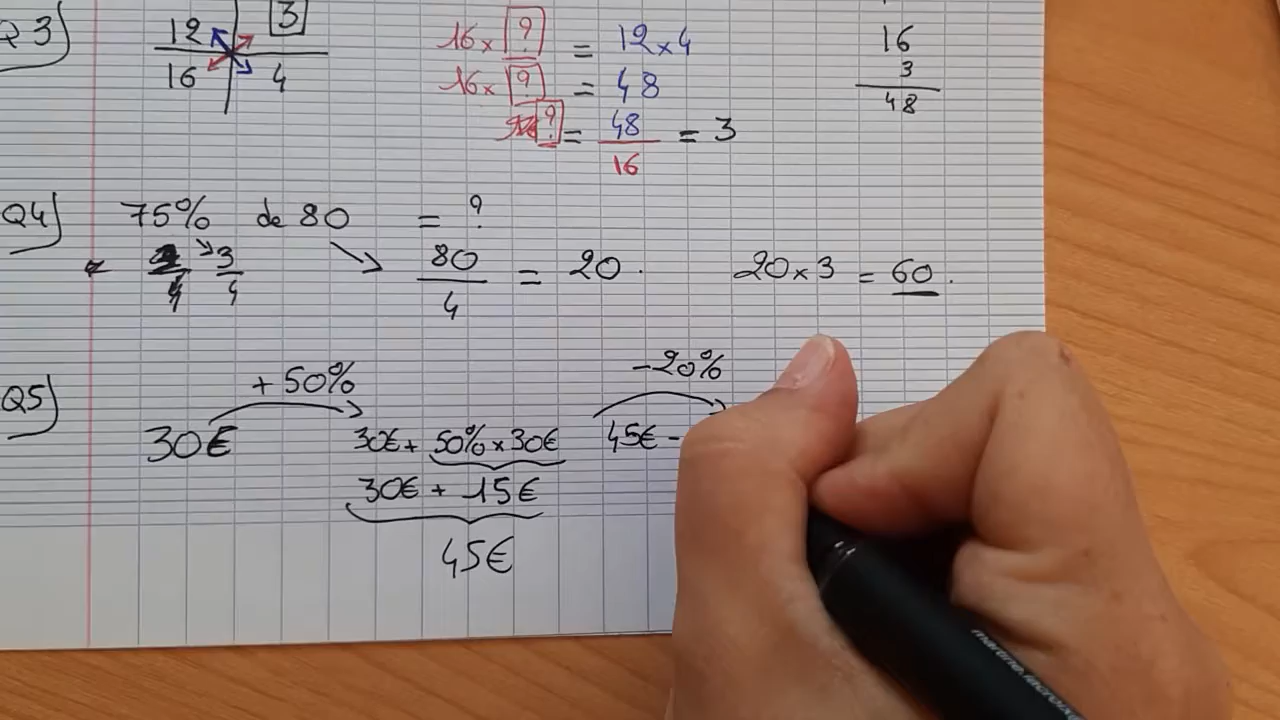 Q3)
12 3
16 4
16 × ? = 12 × 4
16 × ? = 48
? = 48/16 = 3
16
3
48
Q4) 75% de 80 = ?
3/4 80/4 = 20. 20 × 3 = 60.
Q5) + 50% -20%
30€ 30€ + 50% × 30€ 45€ -
30€ + 15€
45€